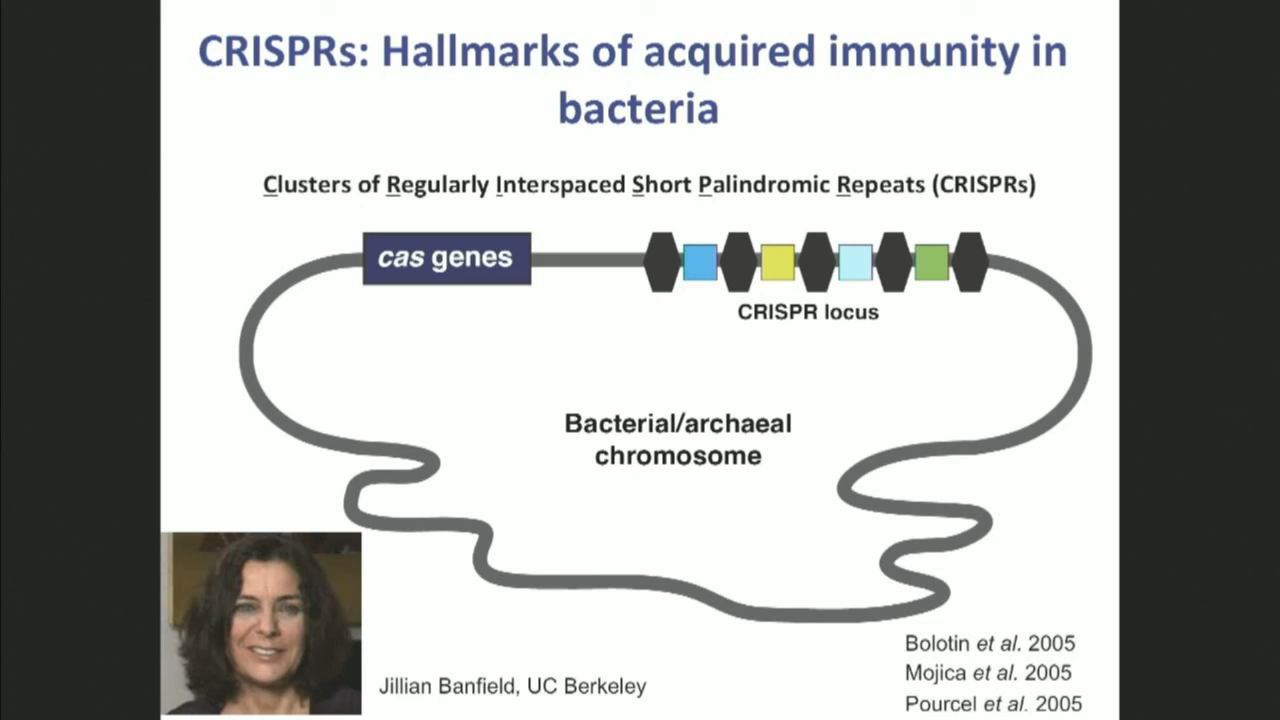 CRISPRs: Hallmarks of acquired immunity in
bacteria
Clusters of Regularly Interspaced Short Palindromic Repeats (CRISPRs)
cas genes
CRISPR locus
Bacterial/archaeal
chromosome
Jillian Banfield, UC Berkeley
Bolotin et al. 2005
Mojica et al. 2005
Pourcel et al. 2005